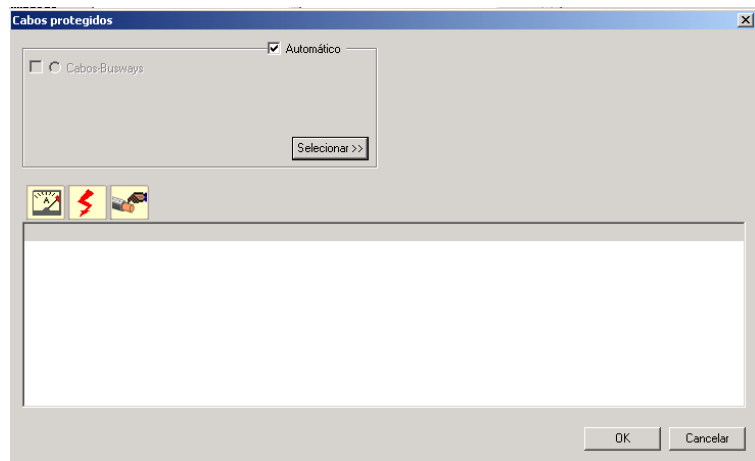 Cabos protegidos
Automático
Cabos-Busways
Selecionar >>
A
OK
Cancelar